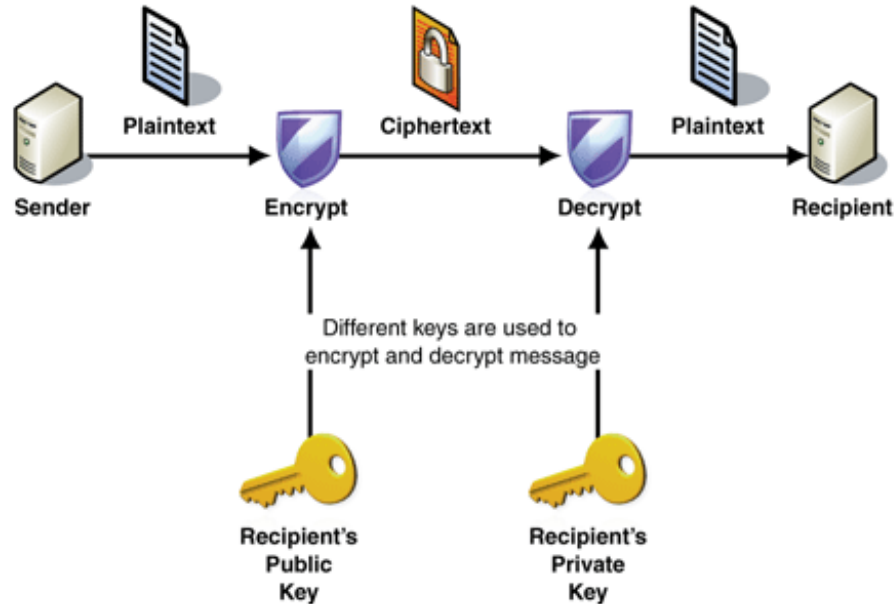 Plaintext
Ciphertext
Plaintext
Sender
Encrypt
Decrypt
Recipient
Different keys are used to
encrypt and decrypt message
Recipient's
Public
Key
Recipient's
Private
Key